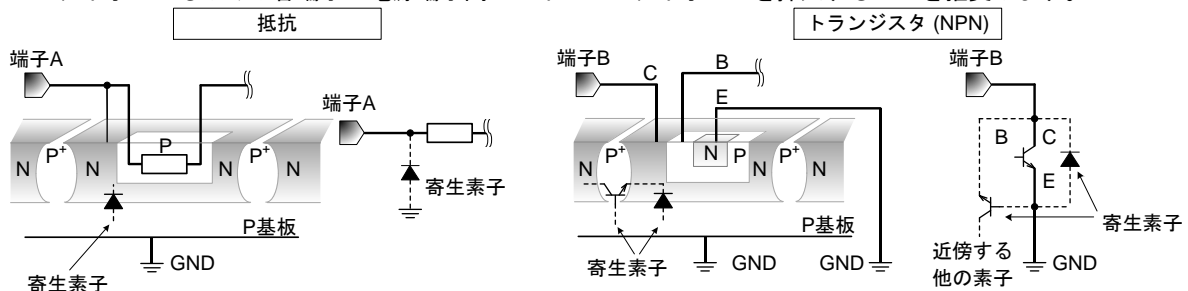 抵抗
トランジスタ (NPN)
端子A
端子A
N
P+
N
P
P+
N
N
寄生素子
P基板
寄生素子
GND
端子B
C
B
E
N
P+
N
N
P
P+
N
N
P基板
寄生素子
GND
GND
端子B
B
C
E
寄生素子
近傍する
他の素子
GND